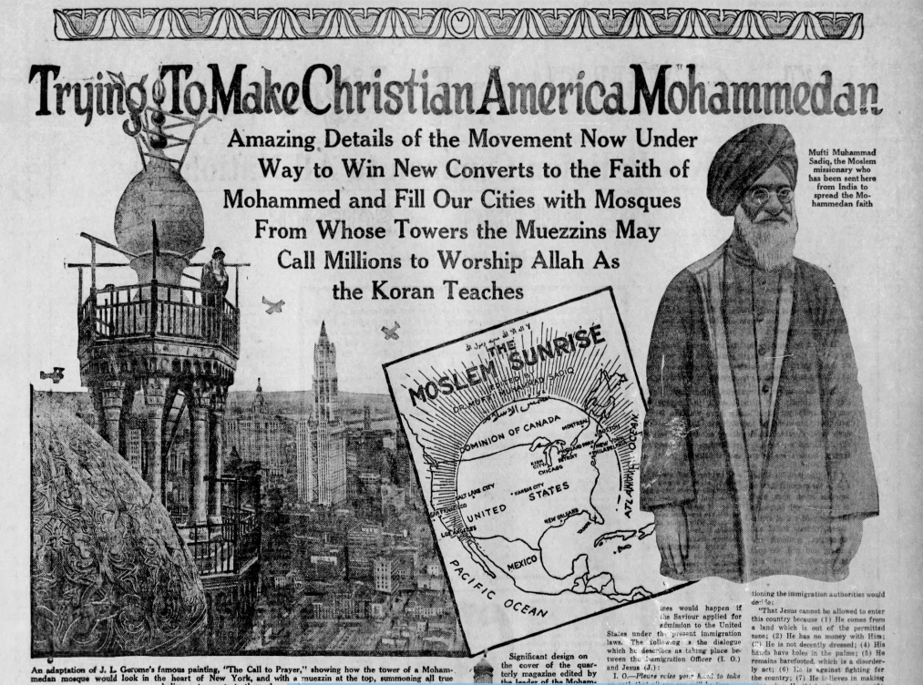 Trying To Make Christian America Mohammedan
Amazing Details of the Movement Now Under
Way to Win New Converts to the Faith of
Mohammed and Fill Our Cities with Mosques
From Whose Towers the Muezzins May
Call Millions to Worship Allah As
the Koran Teaches
Mufti Muhammad
Sadiq, the Moslem
missionary who
has been sent here
from India to
spread the Mo-
hammedan faith
THE
MOSLEM SUNRISE
DOMINION OF CANADA
MONTREAL
BOSTON
NEW YORK
PHILADELPHIA
DETROIT
CHICAGO
SALT LAKE CITY
KANSAS CITY
UNITED STATES
LOS ANGELES
NEW ORLEANS
ATLANTIC OCEAN
MEXICO
PACIFIC OCEAN
An adaptation of J. L. Gerome's famous painting, "The Call to Prayer," showing how the tower of a Moham-
medan mosque would look in the heart of New York, and with a muezzin at the top, summoning all true
Significant design on
the cover of the quar-
terly magazine edited by
the leader of the Moham-
would happen if
the Saviour applied for
admission to the United
States under the present immigration
laws. The following is the dialogue
which he describes as taking place be-
tween the Immigration Officer (I. O.)
and Jesus (J.):
I. O.—Please raise your hand to take
tioning the immigration authorities would
decide:
"That Jesus cannot be allowed to enter
this country because (1) He comes from
a land which is out of the permitted
zone; (2) He has no money with Him;
(3) He is not decently dressed; (4) His
hands have holes in the palms; (5) He
remains barefooted, which is a disorder-
ly act; (6) He is against fighting for
the country; (7) He believes in making